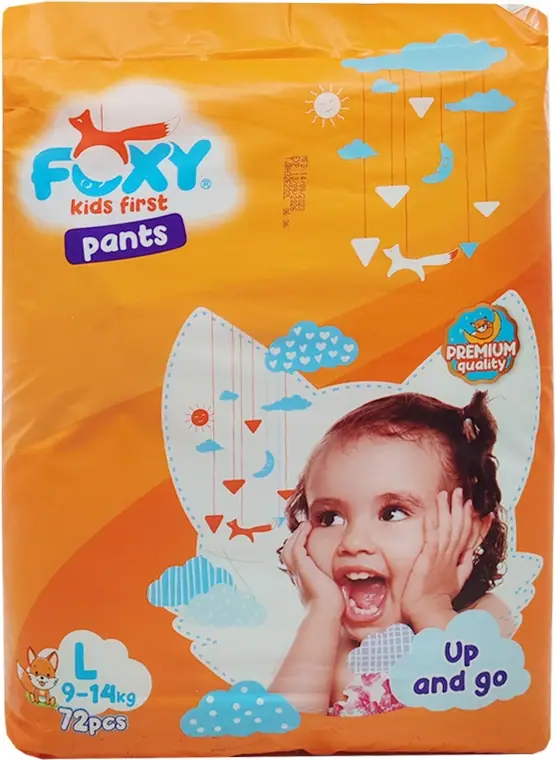 FOXY®
kids first
pants
PREMIUM
quality
L
9-14kg
72pcs
Up
and go